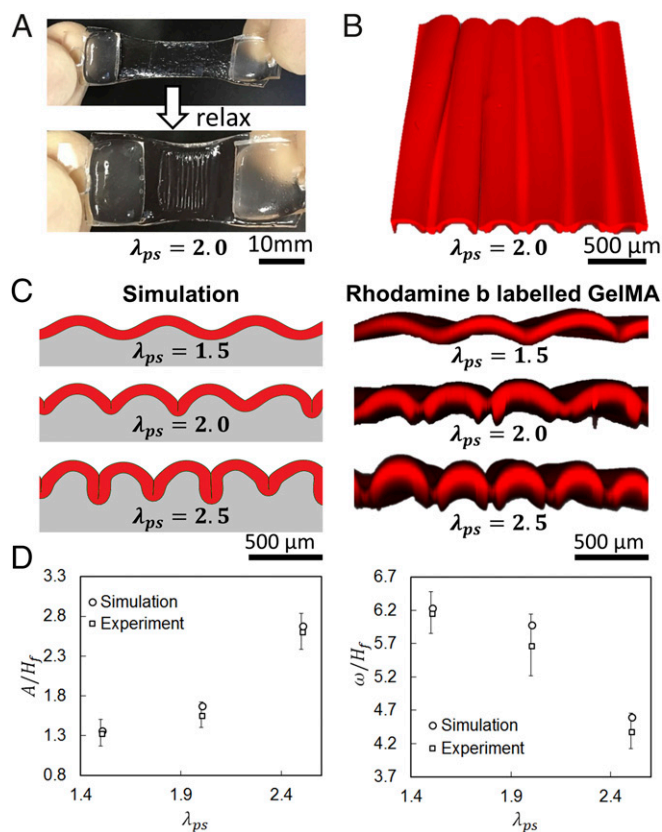 A
relax
λps = 2.0
10mm
B
λps = 2.0
500 μm
C
Simulation
λps = 1.5
λps = 2.0
λps = 2.5
500 μm
Rhodamine b labelled GelMA
λps = 1.5
λps = 2.0
λps = 2.5
500 μm
D
A/Hf
3.3
2.8
2.3
1.8
1.3
0.8
Simulation
Experiment
1.4 1.9 2.4
λps
ω/Hf
6.7
6.2
5.7
5.2
4.7
4.2
3.7
Simulation
Experiment
1.4 1.9 2.4
λps